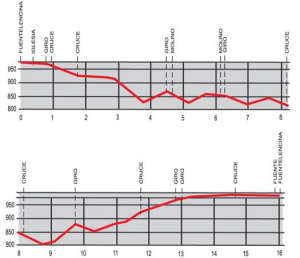 FUENTELENCINA
IGLESIA
GIRO
CRUCE
CRUCE
GIRO
MOLINO
MOLINO
GIRO
CRUCE
950
900
850
800
0 1 2 3 4 5 6 7 8
CRUCE
GIRO
CRUCE
GIRO
GIRO
CRUCE
FUENTE
FUENTELENCINA
950
900
850
800
8 9 10 11 12 13 14 15 16